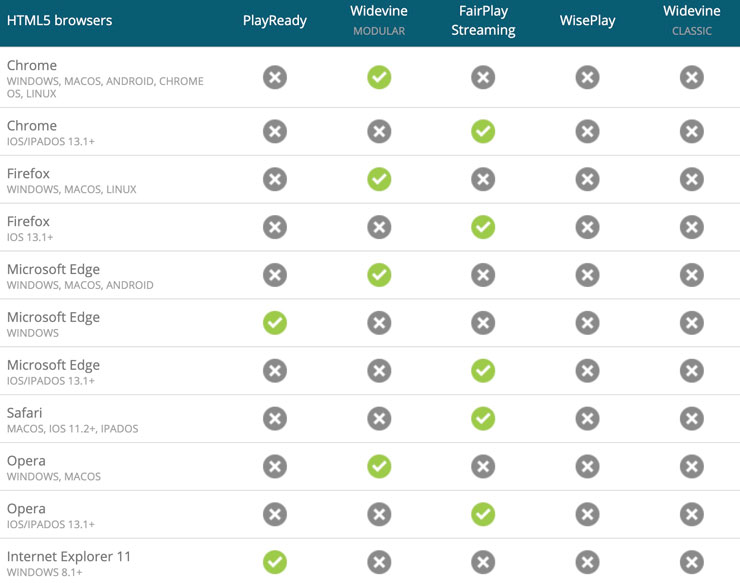 HTML5 browsers
PlayReady
Widevine
MODULAR
FairPlay
Streaming
WisePlay
Widevine
CLASSIC
Chrome
WINDOWS, MACOS, ANDROID, CHROME
OS, LINUX
Chrome
IOS/IPADOS 13.1+
Firefox
WINDOWS, MACOS, LINUX
Firefox
IOS 13.1+
Microsoft Edge
WINDOWS, MACOS, ANDROID
Microsoft Edge
WINDOWS
Microsoft Edge
IOS/IPADOS 13.1+
Safari
MACOS, IOS 11.2+, IPADOS
Opera
WINDOWS, MACOS
Opera
IOS/IPADOS 13.1+
Internet Explorer 11
WINDOWS 8.1+